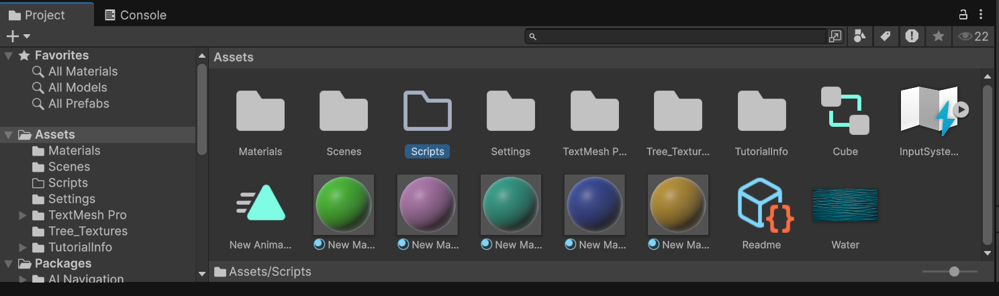 Project Console
22
Favorites
All Materials
All Models
All Prefabs
Assets
Materials
Scenes
Scripts
Settings
TextMesh Pro
Tree_Textures
TutorialInfo
Packages
AI Navigation
Assets
Materials Scenes Scripts Settings TextMesh P... Tree_Textur... TutorialInfo Cube InputSyste...
New Anima... New Ma... New Ma... New Ma... New Ma... New Ma... Readme Water
Assets/Scripts